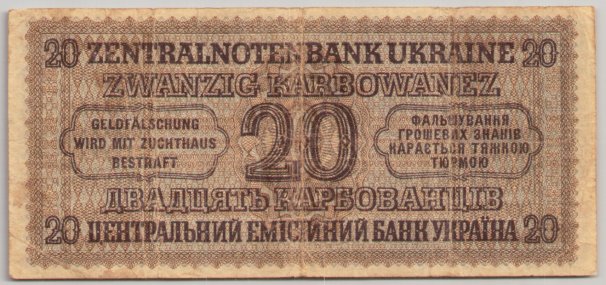 20 ZENTRALNOTENBANK UKRAINE 20
ZWANZIG KARBOWANEZ
GELDFÄLSCHUNG
WIRD MIT ZUCHTHAUS
BESTRAFT
20
ФАЛЬШУВАННЯ
ГРОШЕВИХ ЗНАКІВ
КАРАЄТЬСЯ ТЯЖКОЮ
ТЮРМОЮ
ДВАДЦЯТЬ КАРБОВАНЦІВ
20 ЦЕНТРАЛЬНИЙ ЕМІСІЙНИЙ БАНК УКРАЇНА 20